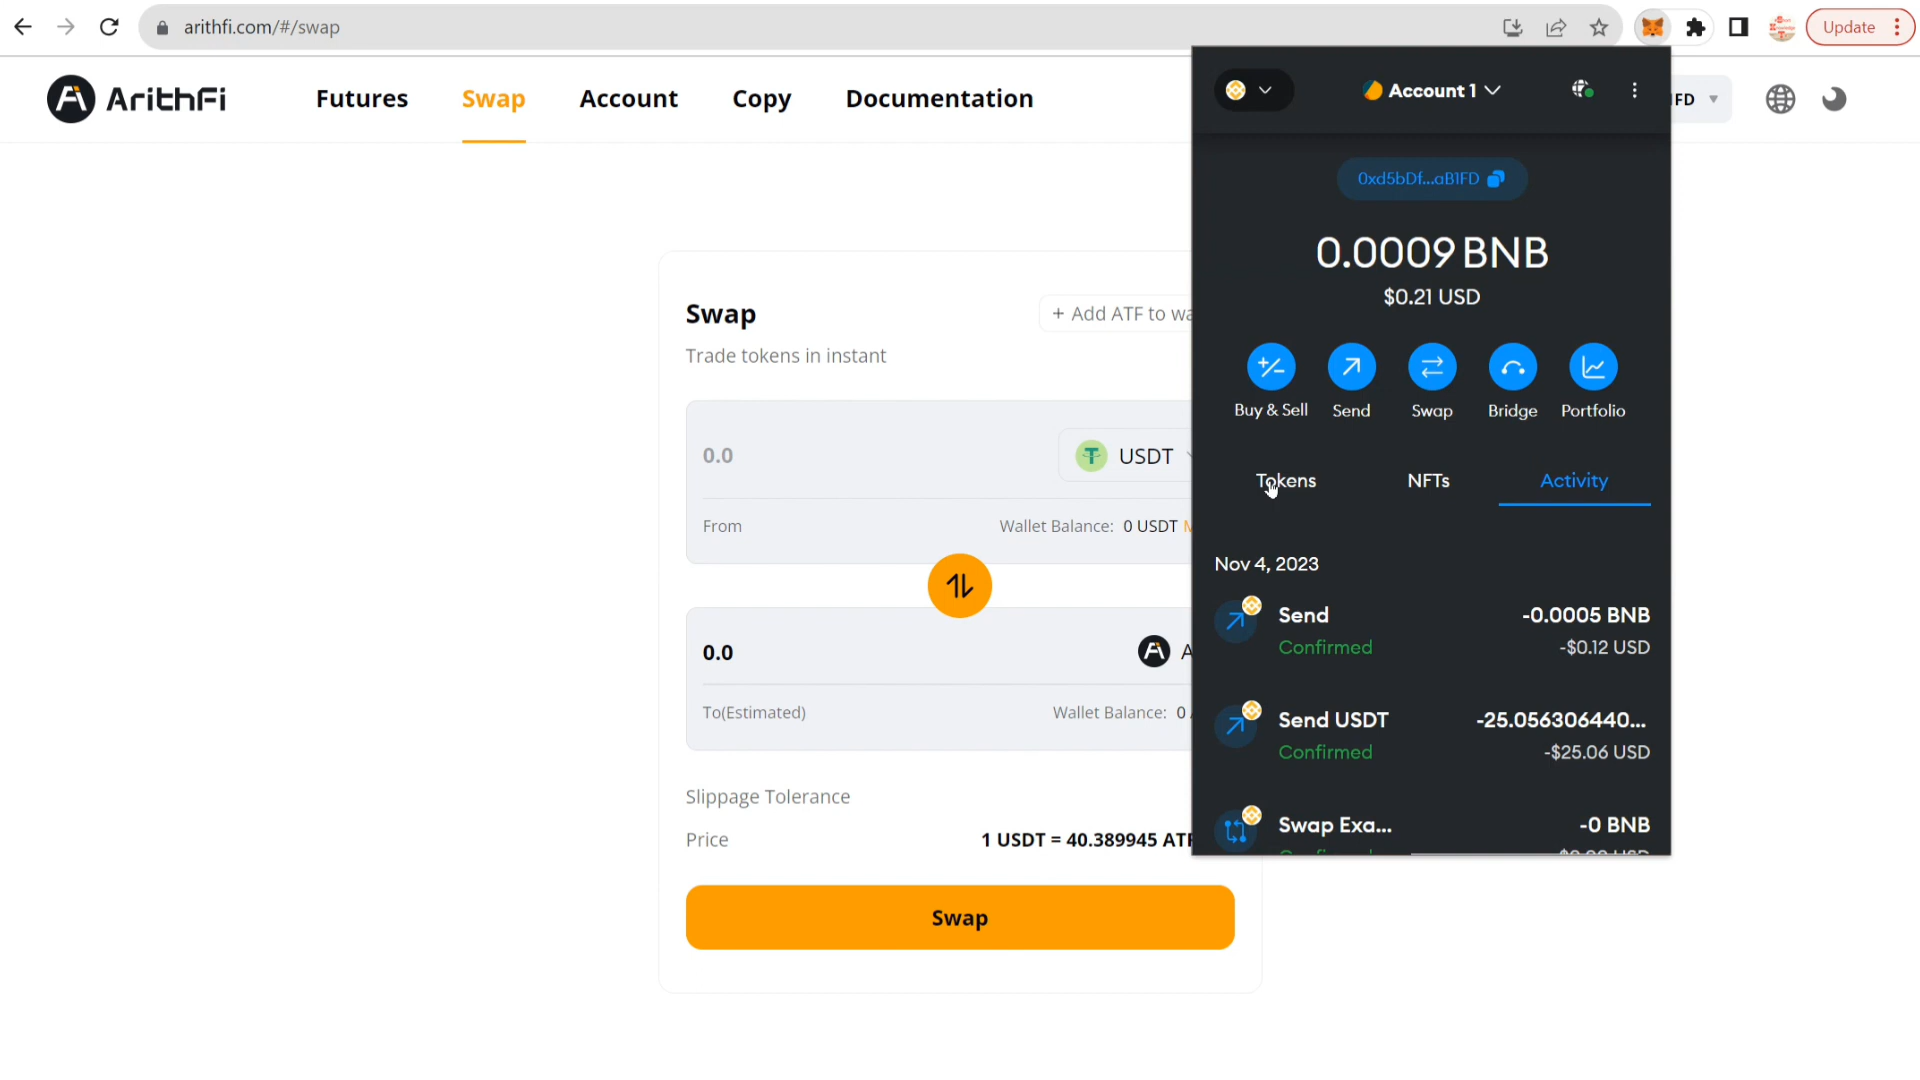 arithfi.com/#/swap
Update
ArithFi
Futures
Swap
Account
Copy
Documentation
Account 1
FD
0xd5bDf...aB1FD
0.0009 BNB
$0.21 USD
Buy & Sell
Send
Swap
Bridge
Portfolio
Tokens
NFTs
Activity
Nov 4, 2023
Send
-0.0005 BNB
Confirmed
-$0.12 USD
Send USDT
-25.056306440...
Confirmed
-$25.06 USD
Swap Exa...
-0 BNB
Swap
+ Add ATF to wa
Trade tokens in instant
0.0
USDT
From
Wallet Balance: 0 USDT M
0.0
A
To(Estimated)
Wallet Balance: 0
Slippage Tolerance
Price
1 USDT = 40.389945 ATF
Swap